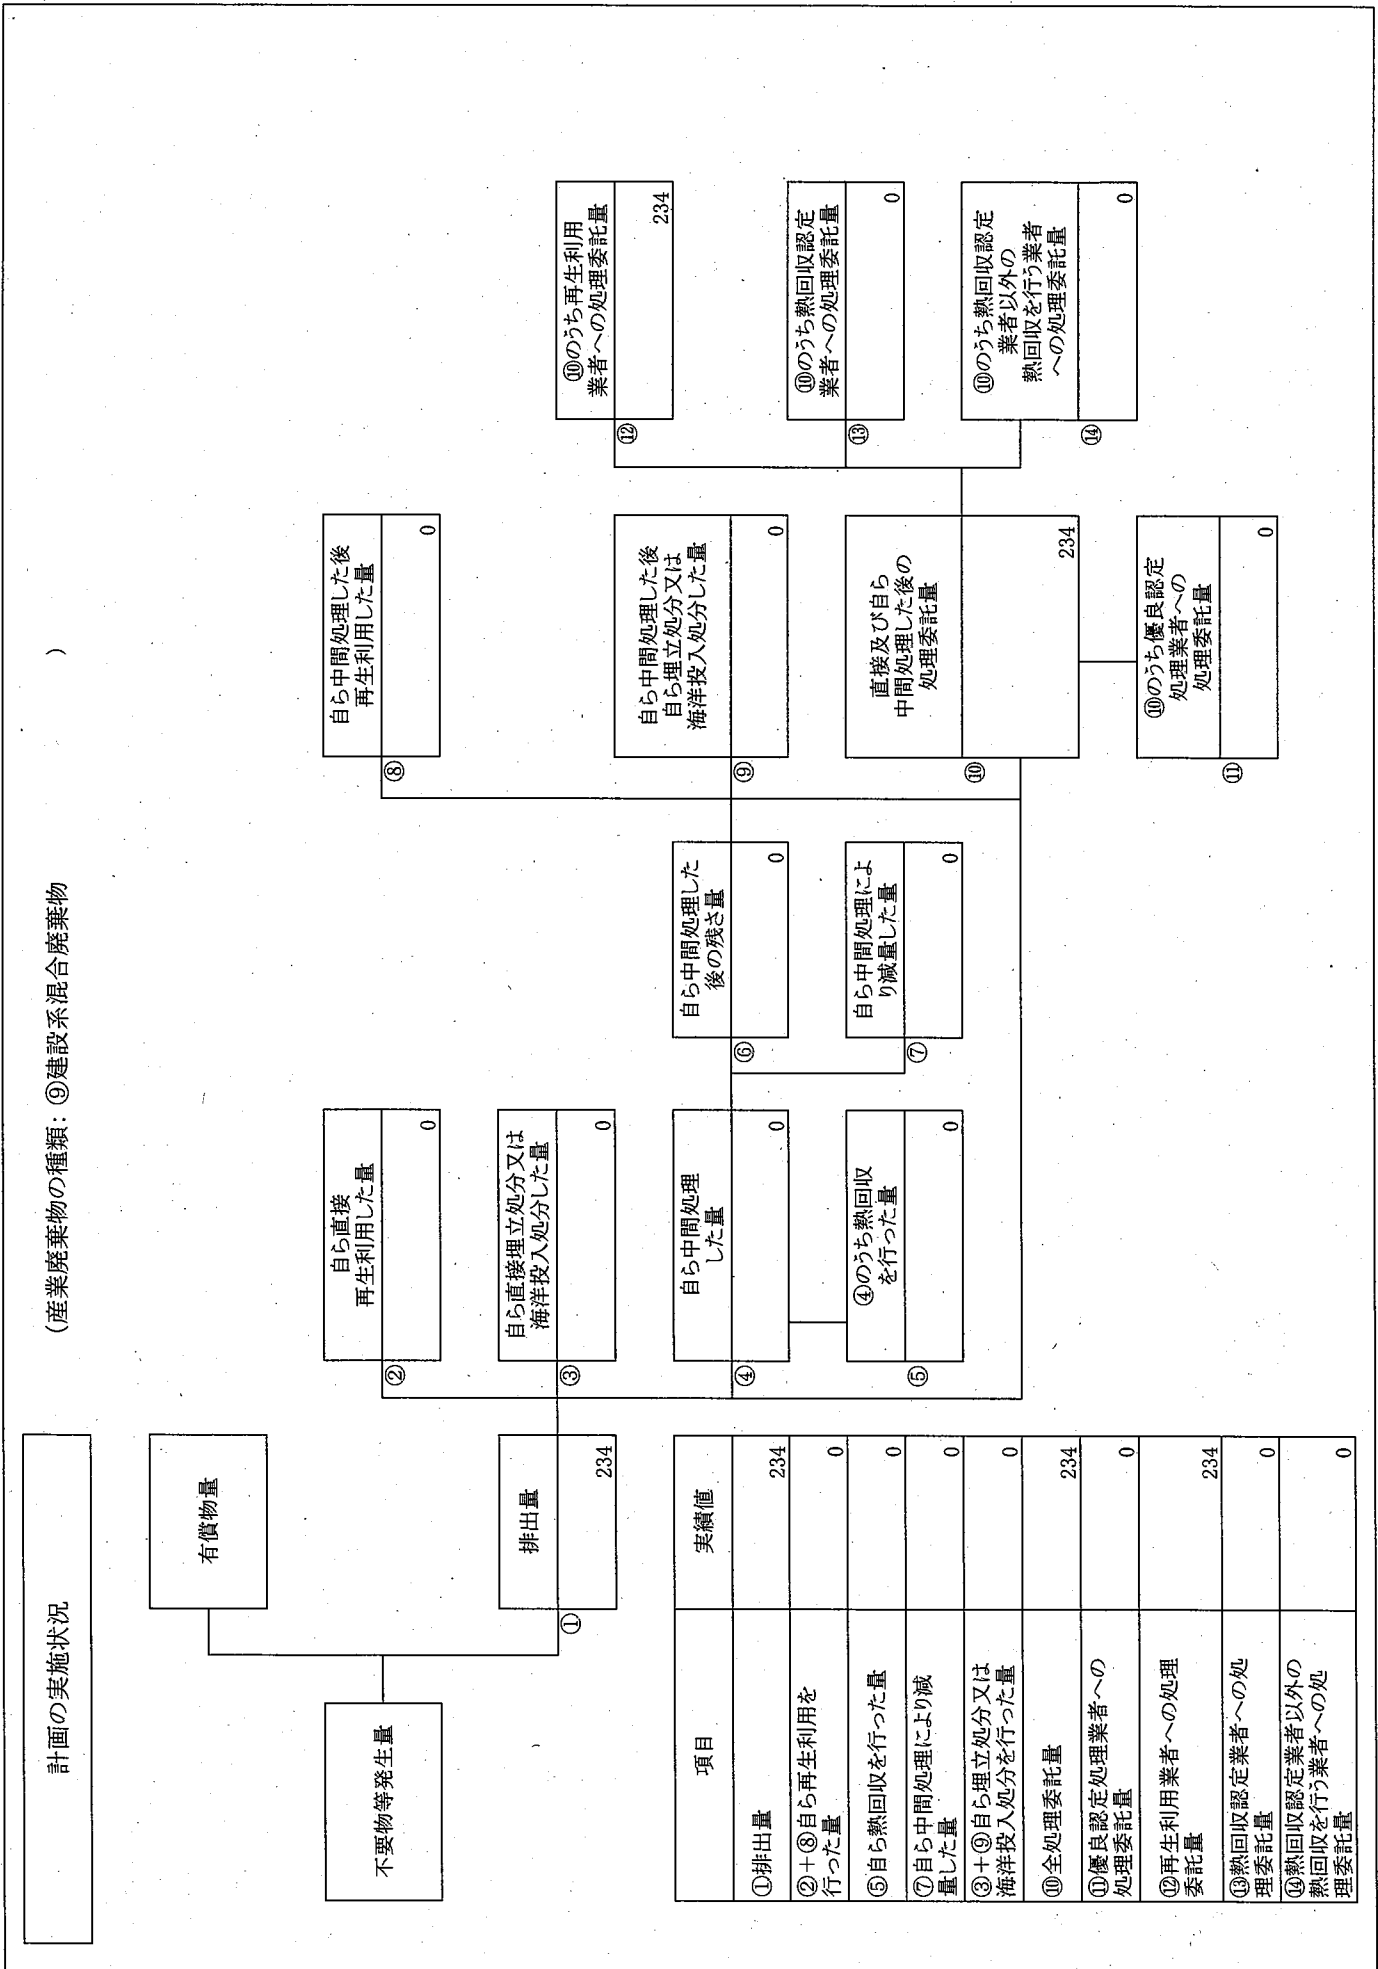 計画の実施状況
(産業廃棄物の種類:⑨建設系混合廃棄物 )
不要物等発生量
有償物量
①
排出量
234
②
自ら直接
再生利用した量
0
③
自ら直接埋立処分又は
海洋投入処分した量
0
④
自ら中間処理
した量
0
⑤
④のうち熱回収
を行った量
0
⑥
自ら中間処理した
後の残さ量
0
⑦
自ら中間処理によ
り減量した量
0
⑧
自ら中間処理した後
再生利用した量
0
⑨
自ら中間処理した後
自ら埋立処分又は
海洋投入処分した量
0
⑩
直接及び自ら
中間処理した後の
処理委託量
234
⑪
⑩のうち優良認定
処理業者への
処理委託量
0
⑫
⑩のうち再生利用
業者への処理委託量
234
⑬
⑩のうち熱回収認定
業者への処理委託量
0
⑭
⑩のうち熱回収認定
業者以外の
熱回収を行う業者
への処理委託量
0
項目 実績値
①排出量 234
②+⑧自ら再生利用を
行った量 0
⑤自ら熱回収を行った量 0
⑦自ら中間処理により減
量した量 0
③+⑨自ら埋立処分又は
海洋投入処分を行った量 0
⑩全処理委託量 234
⑪優良認定処理業者への
処理委託量 0
⑫再生利用業者への処理
委託量 234
⑬熱回収認定業者への処
理委託量 0
⑭熱回収認定業者以外の
熱回収を行う業者への処
理委託量 0